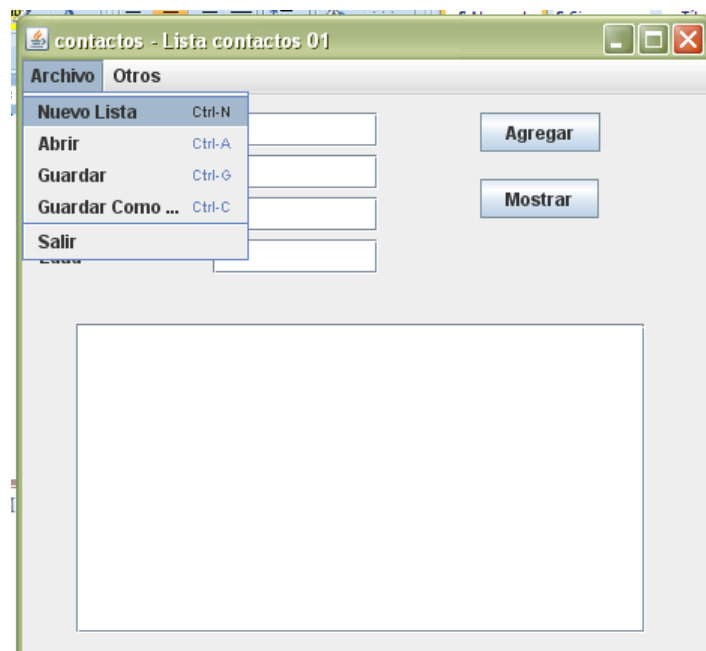 contactos - Lista contactos 01
Archivo Otros
Nuevo Lista Ctrl-N
Abrir Ctrl-A
Guardar Ctrl-G
Guardar Como ... Ctrl-C
Salir
Agregar
Mostrar